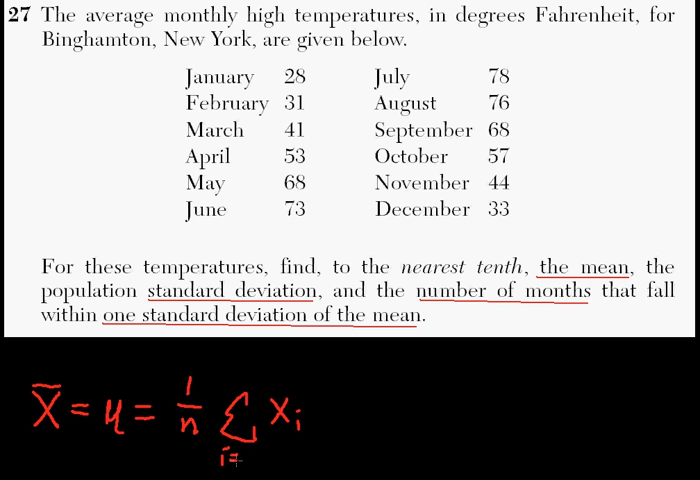 27 The average monthly high temperatures, in degrees Fahrenheit, for
Binghamton, New York, are given below.
January 28 July 78
February 31 August 76
March 41 September 68
April 53 October 57
May 68 November 44
June 73 December 33
For these temperatures, find, to the nearest tenth, the mean, the
population standard deviation, and the number of months that fall
within one standard deviation of the mean.
x̄ = μ = 1/n Σ xᵢ
i=